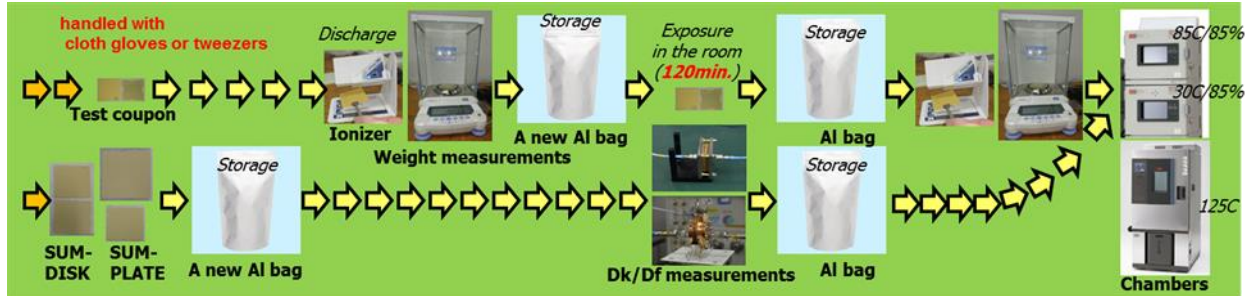 handled with
cloth gloves or tweezers
Test coupon
Discharge
Ionizer
Weight measurements
Storage
A new Al bag
Exposure
in the room
(120min.)
Storage
Al bag
85C/85%
30C/85%
SUM-
DISK
SUM-
PLATE
Storage
A new Al bag
Dk/Df measurements
Storage
Al bag
125C
Chambers